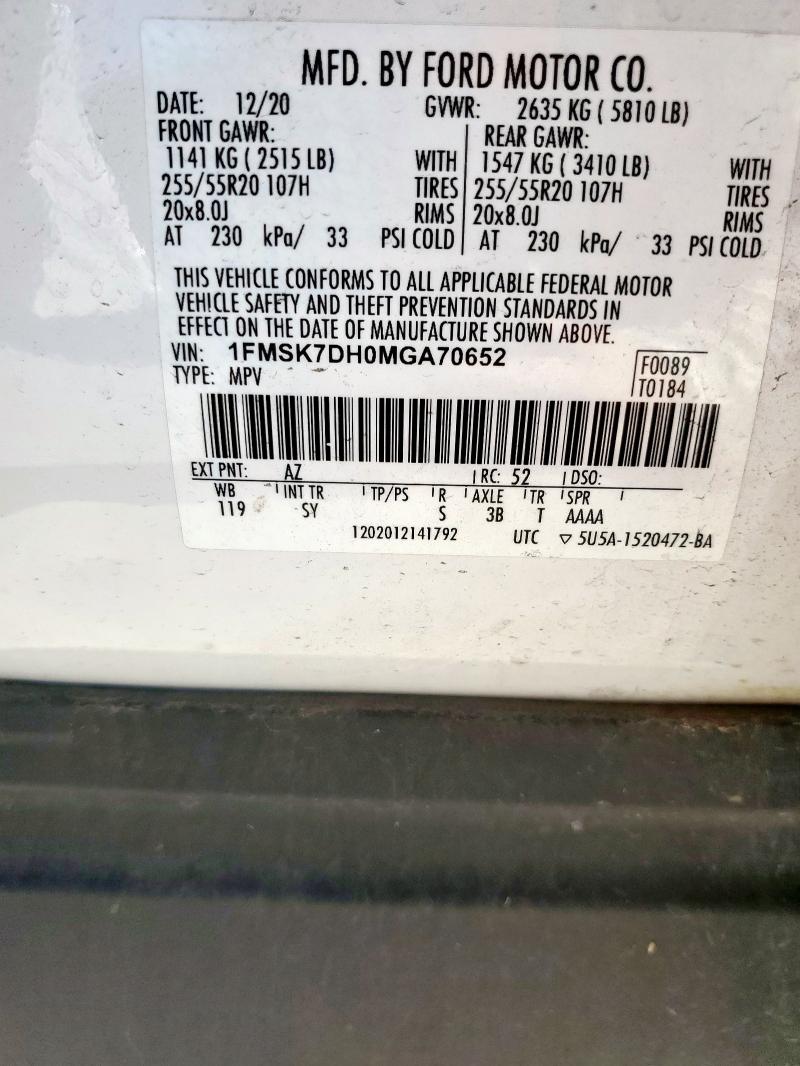 MFD. BY FORD MOTOR CO.
DATE: 12/20 GVWR: 2635 KG ( 5810 LB)
FRONT GAWR: REAR GAWR:
1141 KG ( 2515 LB) WITH 1547 KG ( 3410 LB) WITH
255/55R20 107H TIRES 255/55R20 107H TIRES
20x8.0J RIMS 20x8.0J RIMS
AT 230 kPa/ 33 PSI COLD AT 230 kPa/ 33 PSI COLD
THIS VEHICLE CONFORMS TO ALL APPLICABLE FEDERAL MOTOR
VEHICLE SAFETY AND THEFT PREVENTION STANDARDS IN
EFFECT ON THE DATE OF MANUFACTURE SHOWN ABOVE.
VIN: 1FMSK7DH0MGA70652
TYPE: MPV
F0089
T0184
EXT PNT: AZ RC: 52 DSO:
WB INT TR TP/PS R AXLE TR SPR
119 SY S 3B T AAAA
1202012141792 UTC ▽ 5U5A-1520472-BA